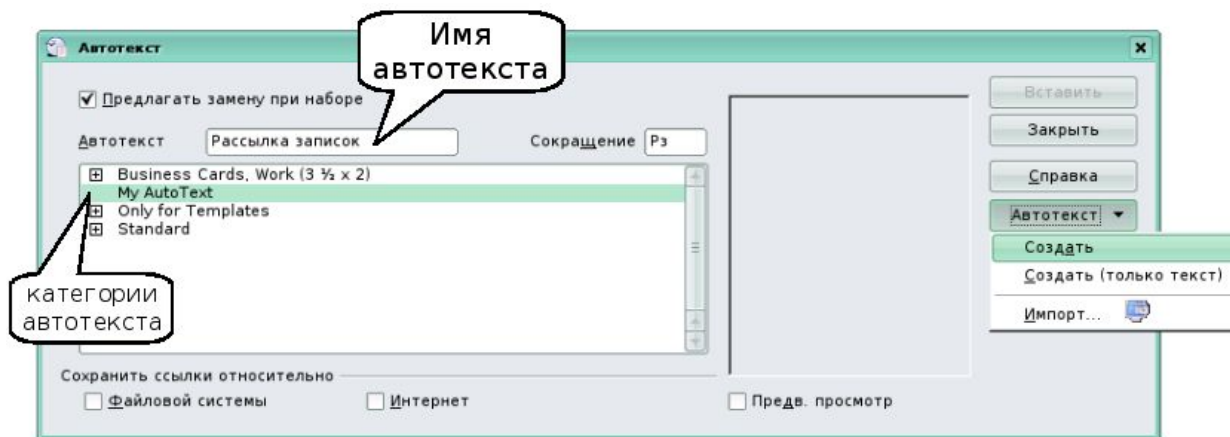 Имя
автотекста
Автотекст
Предлагать замену при наборе
Вставить
Автотекст Рассылка записок Сокращение Рз
Закрыть
Business Cards, Work (3 ½ x 2)
My AutoText
Only for Templates
Standard
Справка
Автотекст
Создать
Создать (только текст)
Импорт...
категории
автотекста
Сохранить ссылки относительно
Файловой системы Интернет Предв. просмотр